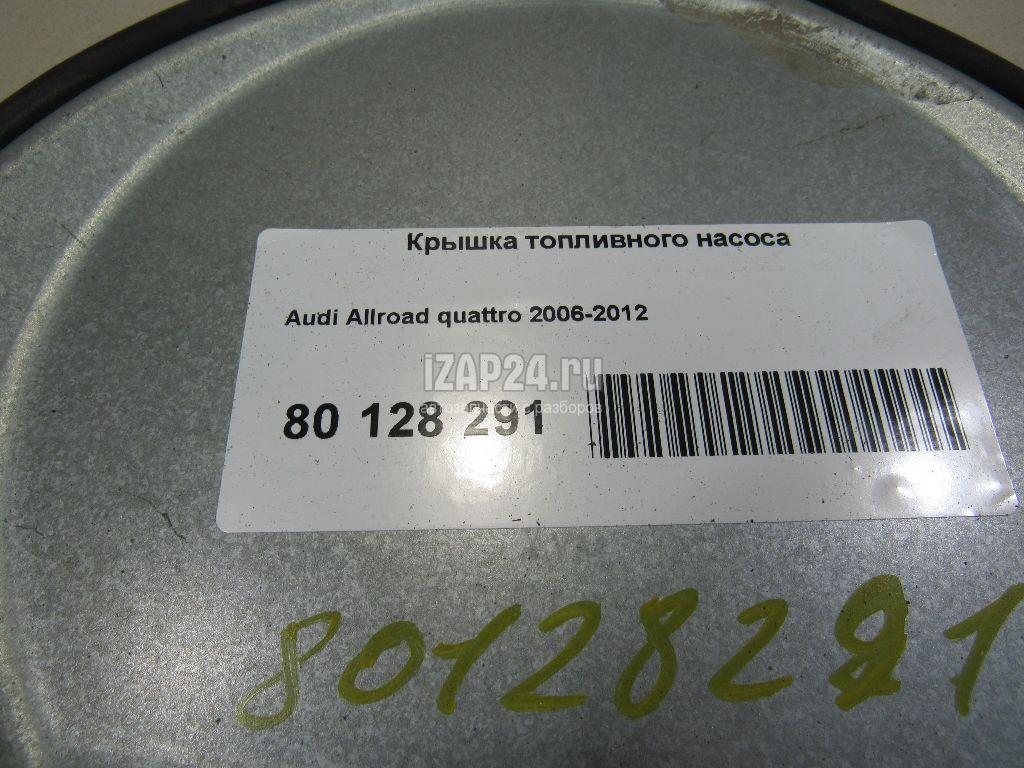 Крышка топливного насоса
Audi Allroad quattro 2006-2012
iZAP24.ru
80 128 291
80128291